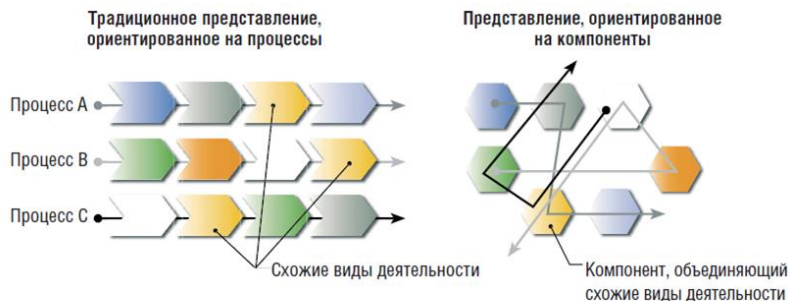 Традиционное представление,
ориентированное на процессы
Представление, ориентированное
на компоненты
Процесс A
Процесс B
Процесс C
Схожие виды деятельности
Компонент, объединяющий
схожие виды деятельности